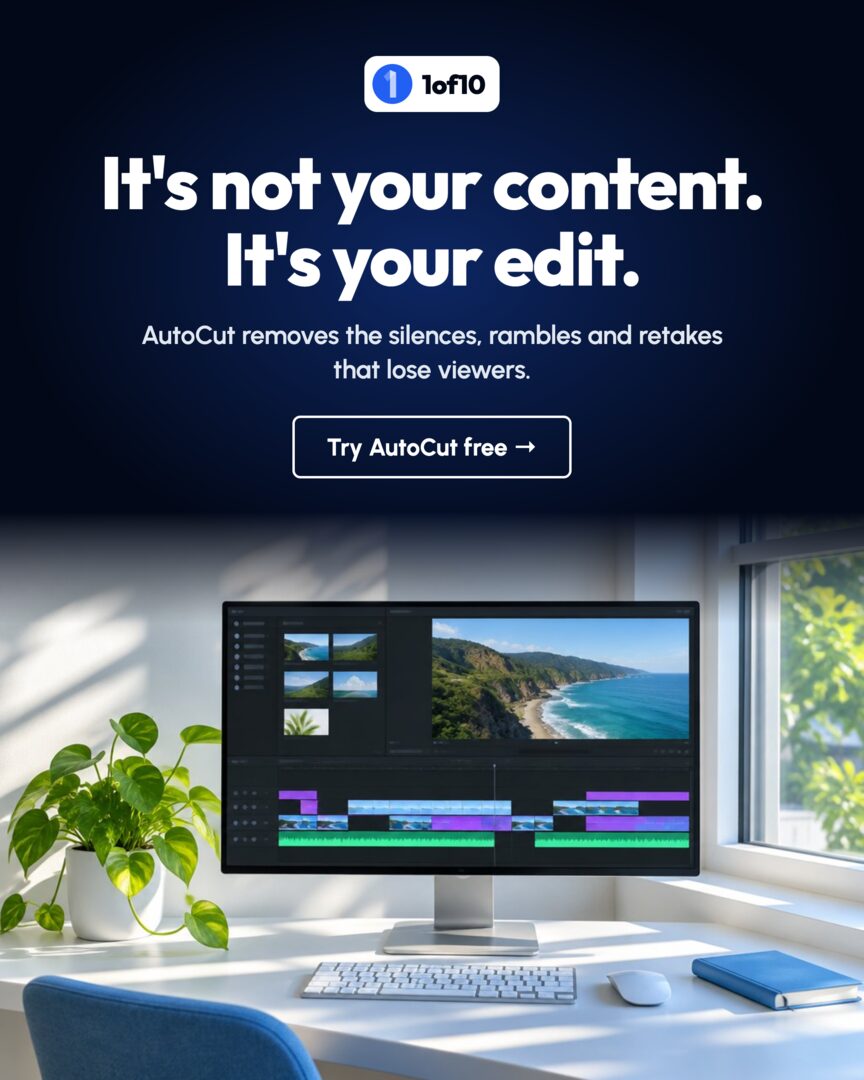 1of10
It's not your content.
It's your edit.
AutoCut removes the silences, rambles and retakes
that lose viewers.
Try AutoCut free →